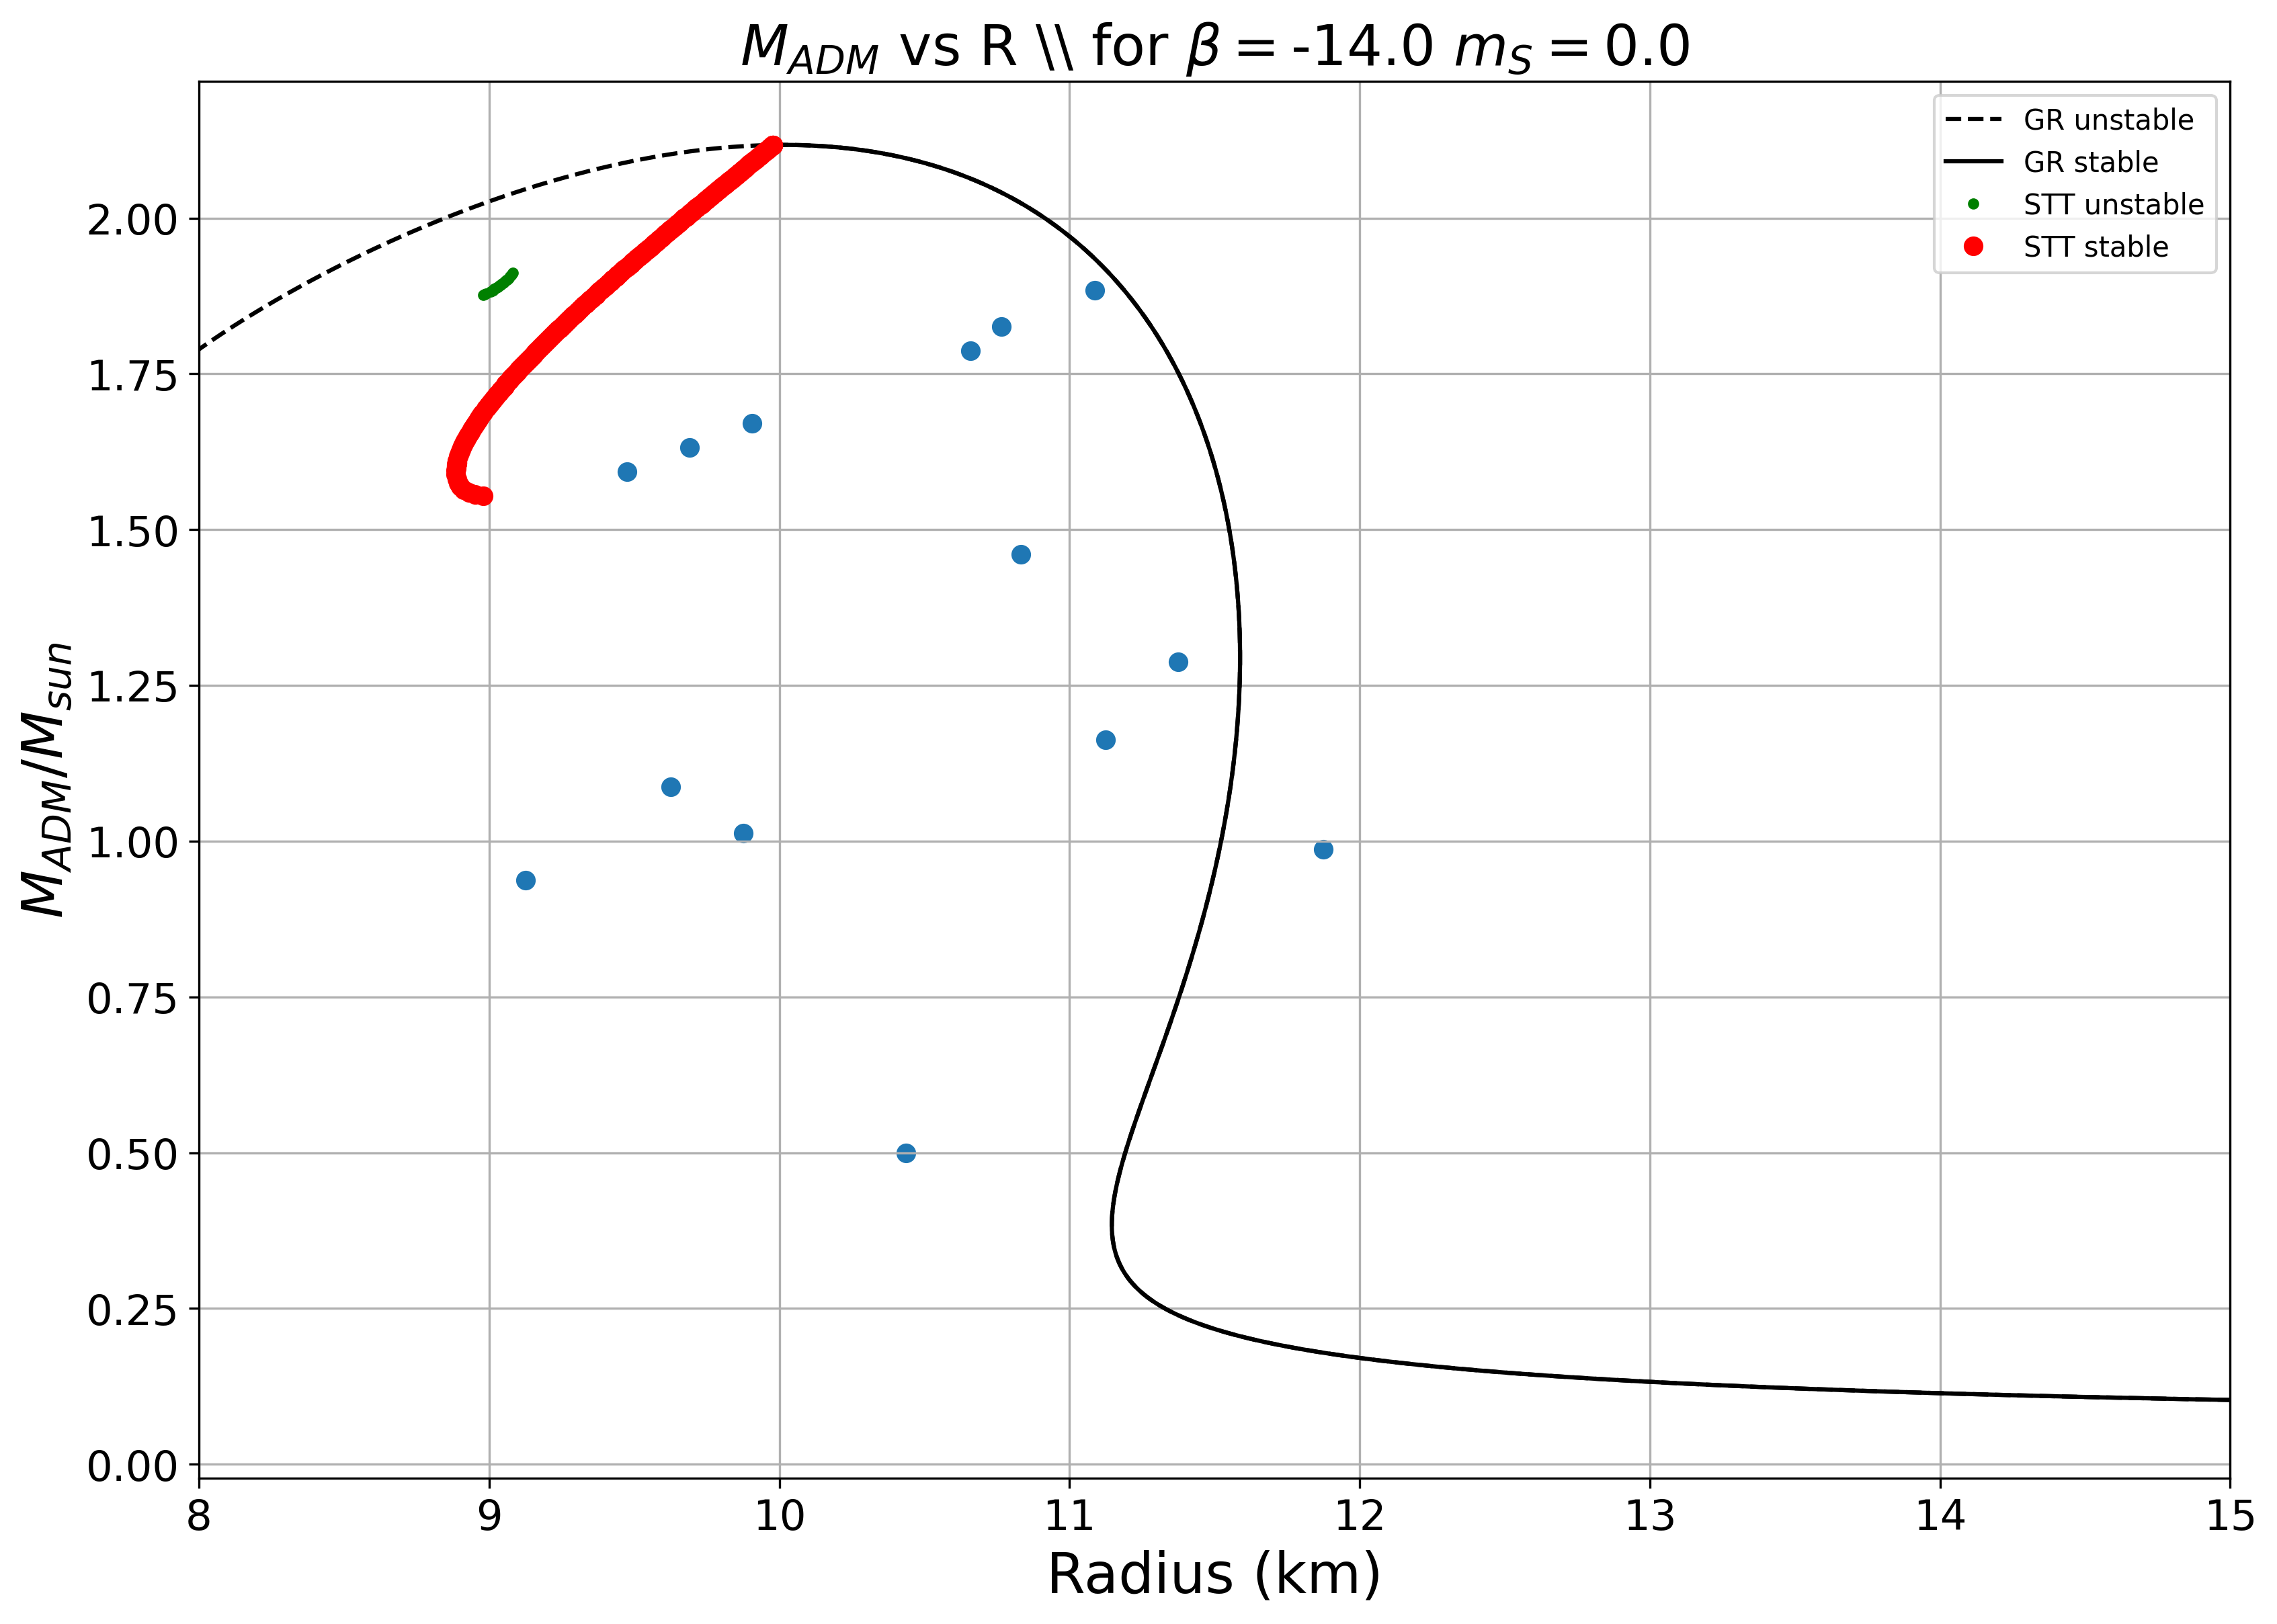 M_ADM vs R \\ for β = -14.0 m_S = 0.0
GR unstable
GR stable
STT unstable
STT stable
M_ADM/M_sun
2.00
1.75
1.50
1.25
1.00
0.75
0.50
0.25
0.00
8 9 10 11 12 13 14 15
Radius (km)